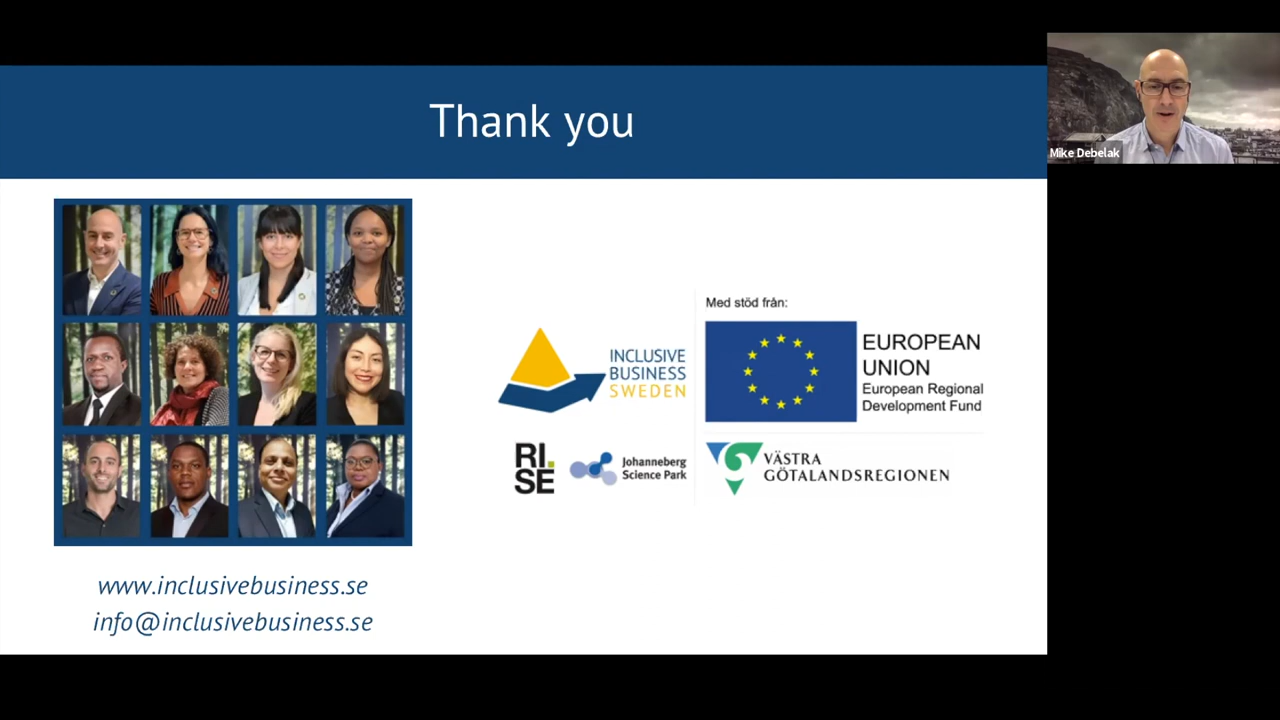 Thank you
Mike Debelak
Med stöd från:
INCLUSIVE
BUSINESS
SWEDEN
EUROPEAN
UNION
European Regional
Development Fund
RI.
SE
Johanneberg
Science Park
VÄSTRA
GÖTALANDSREGIONEN
www.inclusivebusiness.se
info@inclusivebusiness.se